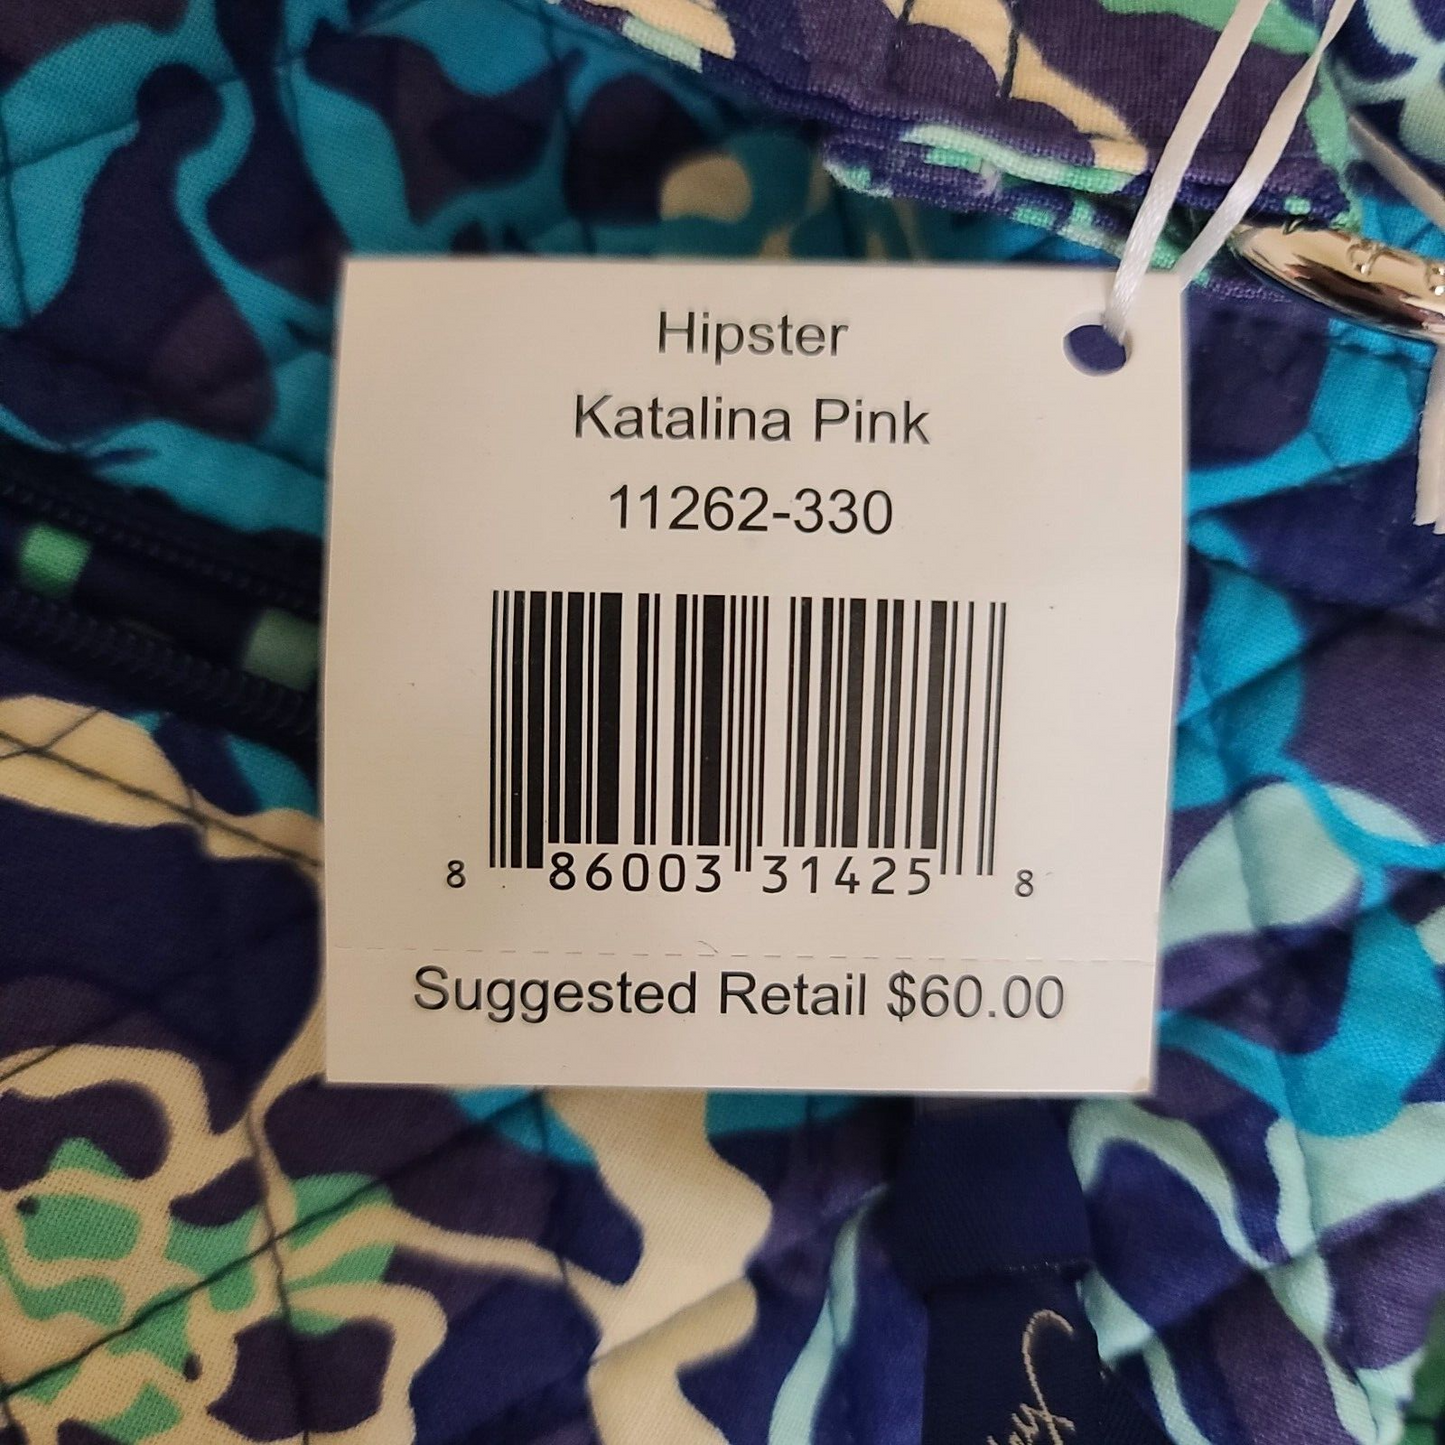 Hipster
Katalina Pink
11262-330
8 86003 31425 8
Suggested Retail $60.00